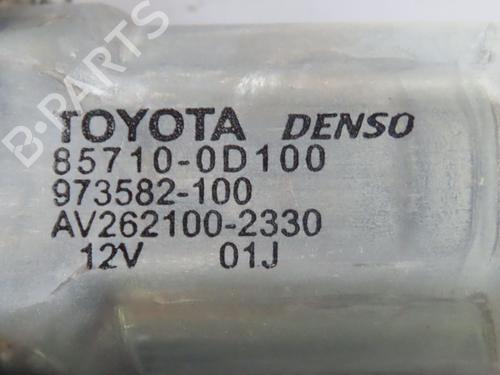 B-PARTS
TOYOTA DENSO
85710-0D100
973582-100
AV262100-2330
12V 01J